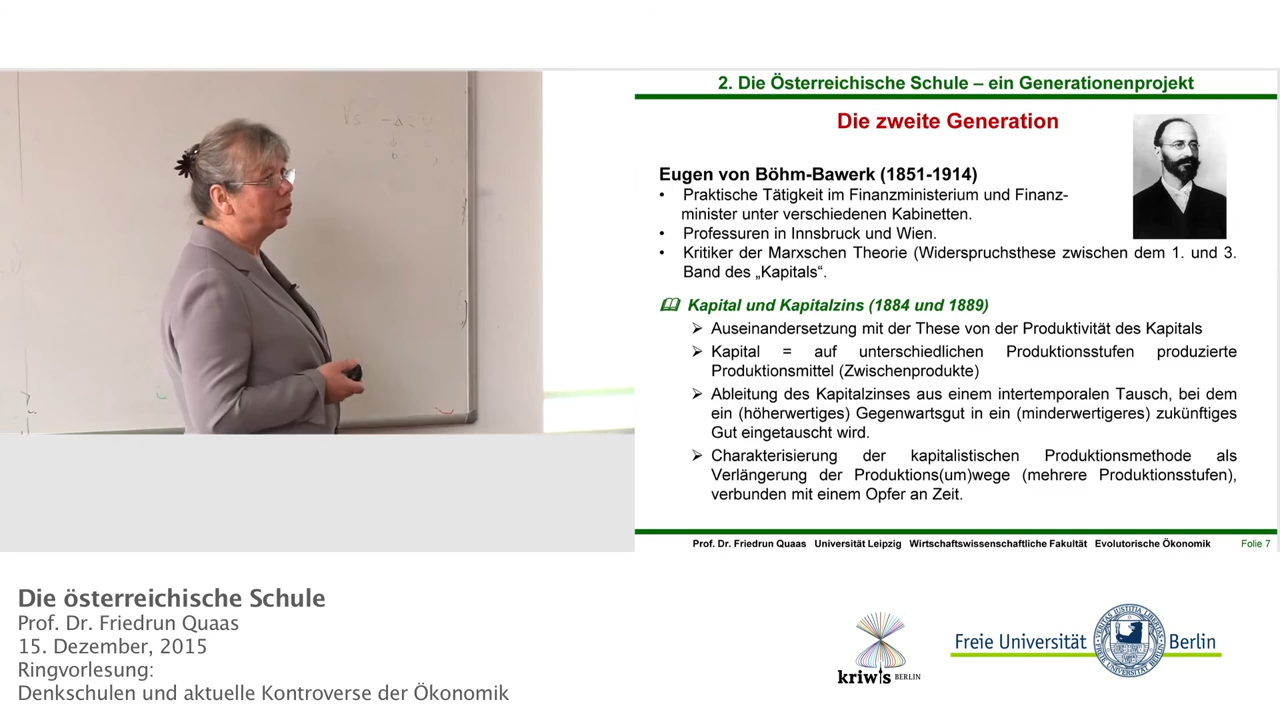 2. Die Österreichische Schule – ein Generationenprojekt
Die zweite Generation
Eugen von Böhm-Bawerk (1851-1914)
• Praktische Tätigkeit im Finanzministerium und Finanz-
minister unter verschiedenen Kabinetten.
• Professuren in Innsbruck und Wien.
• Kritiker der Marxschen Theorie (Widerspruchsthese zwischen dem 1. und 3.
Band des „Kapitals“.
Kapital und Kapitalzins (1884 und 1889)
➢ Auseinandersetzung mit der These von der Produktivität des Kapitals
➢ Kapital = auf unterschiedlichen Produktionsstufen produzierte
Produktionsmittel (Zwischenprodukte)
➢ Ableitung des Kapitalzinses aus einem intertemporalen Tausch, bei dem
ein (höherwertiges) Gegenwartsgut in ein (minderwertigeres) zukünftiges
Gut eingetauscht wird.
➢ Charakterisierung der kapitalistischen Produktionsmethode als
Verlängerung der Produktions(um)wege (mehrere Produktionsstufen),
verbunden mit einem Opfer an Zeit.
Prof. Dr. Friedrun Quaas Universität Leipzig Wirtschaftswissenschaftliche Fakultät Evolutorische Ökonomik Folie 7
Die österreichische Schule
Prof. Dr. Friedrun Quaas
15. Dezember, 2015
Ringvorlesung:
Denkschulen und aktuelle Kontroverse der Ökonomik
kriwis BERLIN
Freie Universität Berlin